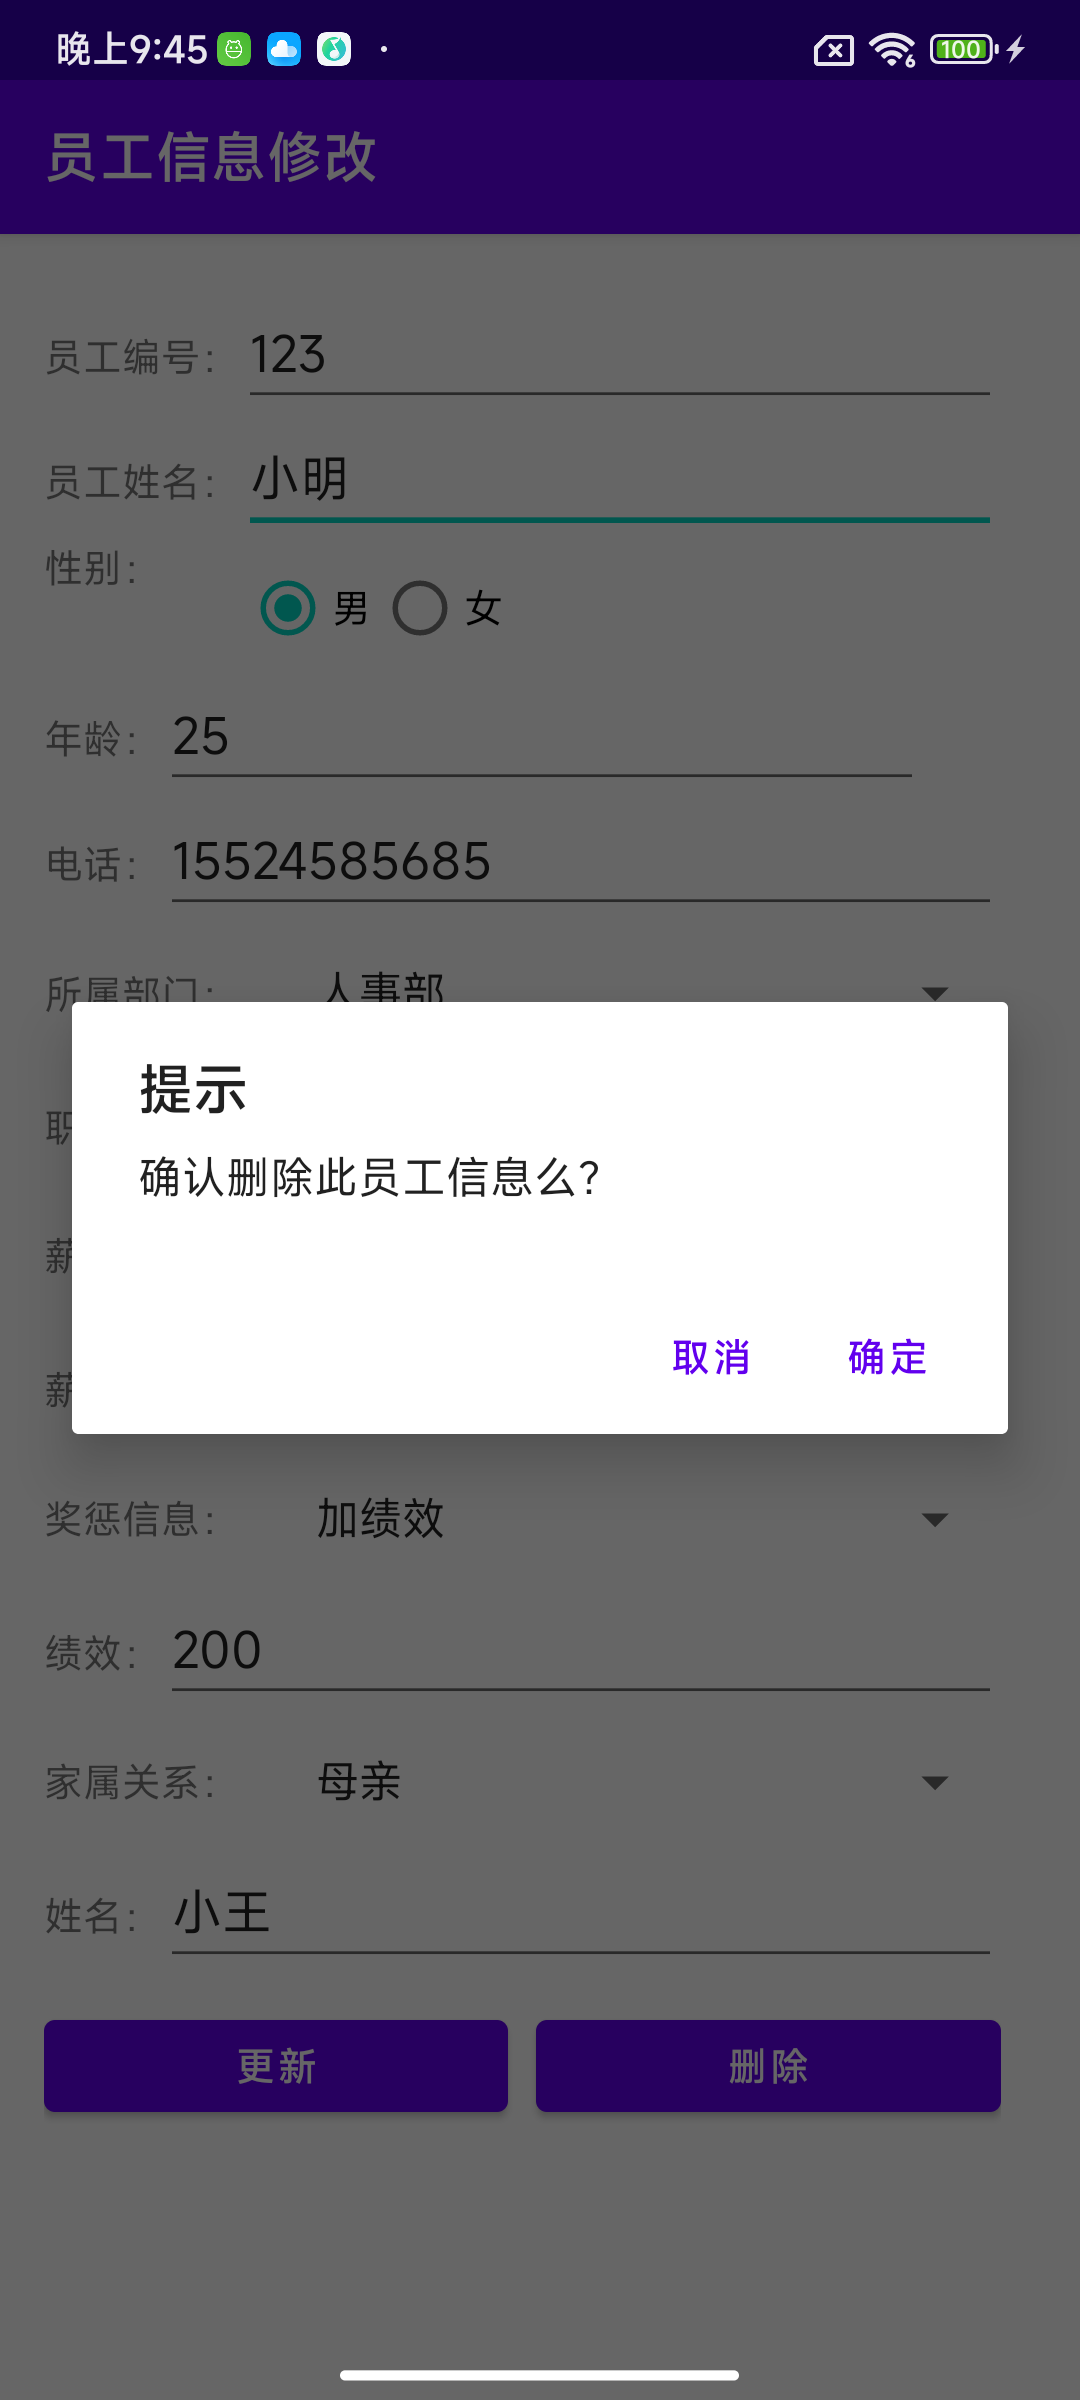 晚上9:45
6
100
员工信息修改
员工编号: 123
员工姓名: 小明
性别:
男 女
年龄: 25
电话: 15524585685
所属部门: 人事部
提示
职
确认删除此员工信息么?
薪
取消 确定
薪
奖惩信息: 加绩效
绩效: 200
家属关系: 母亲
姓名: 小王
更新 删除